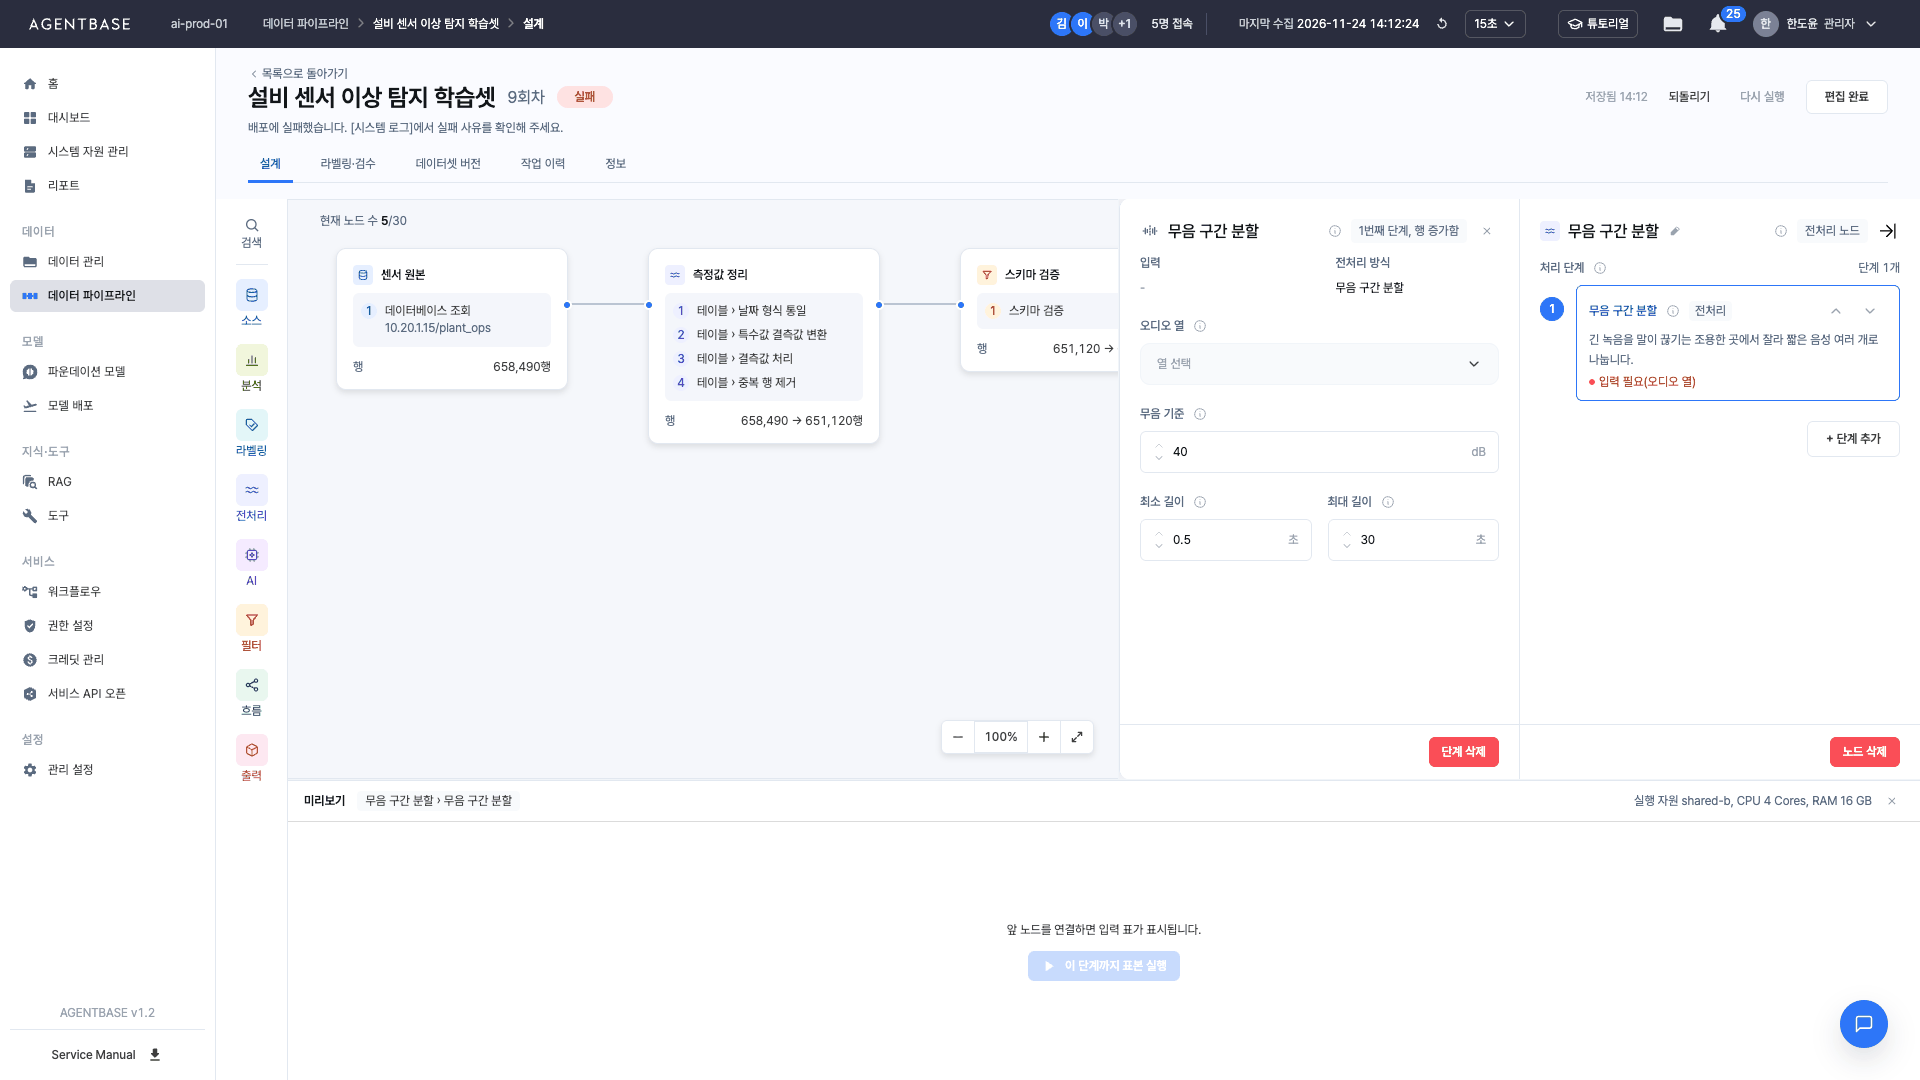 AGENTBASE
ai-prod-01
데이터 파이프라인 > 설비 센서 이상 탐지 학습셋 > 설계
김 이 박 +1 5명 접속
마지막 수집 2026-11-24 14:12:24
15초
튜토리얼
25
한 한도윤 관리자
홈
대시보드
시스템 자원 관리
리포트
데이터
데이터 관리
데이터 파이프라인
모델
파운데이션 모델
모델 배포
지식·도구
RAG
도구
서비스
워크플로우
권한 설정
크레딧 관리
서비스 API 오픈
설정
관리 설정
AGENTBASE v1.2
Service Manual
목록으로 돌아가기
설비 센서 이상 탐지 학습셋 9회차 실패
배포에 실패했습니다. [시스템 로그]에서 실패 사유를 확인해 주세요.
저장됨 14:12 되돌리기 다시 실행 편집 완료
설계 라벨링·검수 데이터셋 버전 작업 이력 정보
검색
소스
분석
라벨링
전처리
AI
필터
흐름
출력
현재 노드 수 5/30
센서 원본
1 데이터베이스 조회
10.20.1.15/plant_ops
행 658,490행
측정값 정리
1 테이블 › 날짜 형식 통일
2 테이블 › 특수값 결측값 변환
3 테이블 › 결측값 처리
4 테이블 › 중복 행 제거
행 658,490 → 651,120행
스키마 검증
1 스키마 검증
행 651,120 →
100%
무음 구간 분할
1번째 단계, 행 증가함
입력 전처리 방식
- 무음 구간 분할
오디오 열
열 선택
무음 기준
40 dB
최소 길이 최대 길이
0.5 초 30 초
단계 삭제
무음 구간 분할
전처리 노드
처리 단계 단계 1개
1 무음 구간 분할 전처리
긴 녹음을 말이 끊기는 조용한 곳에서 잘라 짧은 음성 여러 개로
나눕니다.
입력 필요(오디오 열)
+ 단계 추가
노드 삭제
미리보기 무음 구간 분할 › 무음 구간 분할
실행 자원 shared-b, CPU 4 Cores, RAM 16 GB
앞 노드를 연결하면 입력 표가 표시됩니다.
이 단계까지 표본 실행